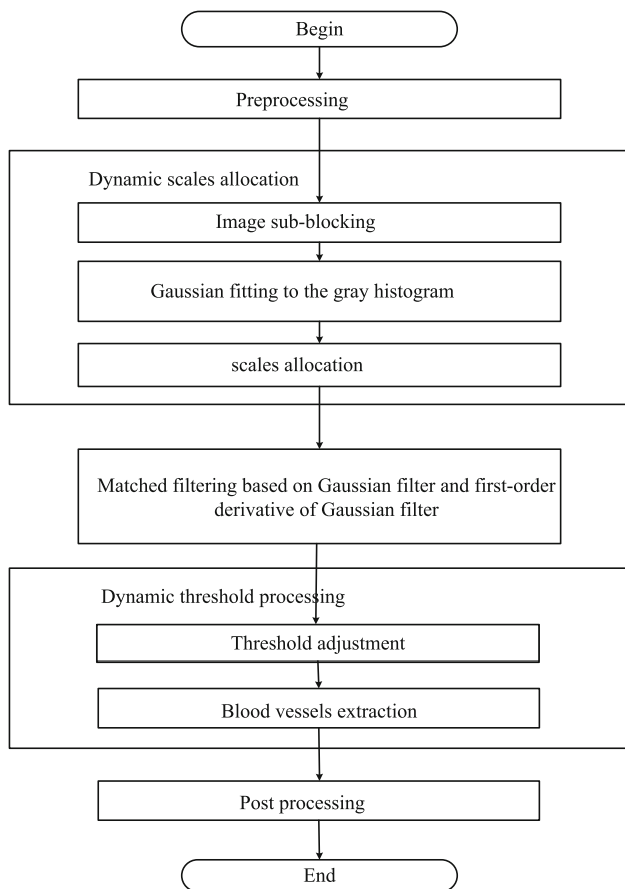 Begin
Preprocessing
Dynamic scales allocation
Image sub-blocking
Gaussian fitting to the gray histogram
scales allocation
Matched filtering based on Gaussian filter and first-order
derivative of Gaussian filter
Dynamic threshold processing
Threshold adjustment
Blood vessels extraction
Post processing
End